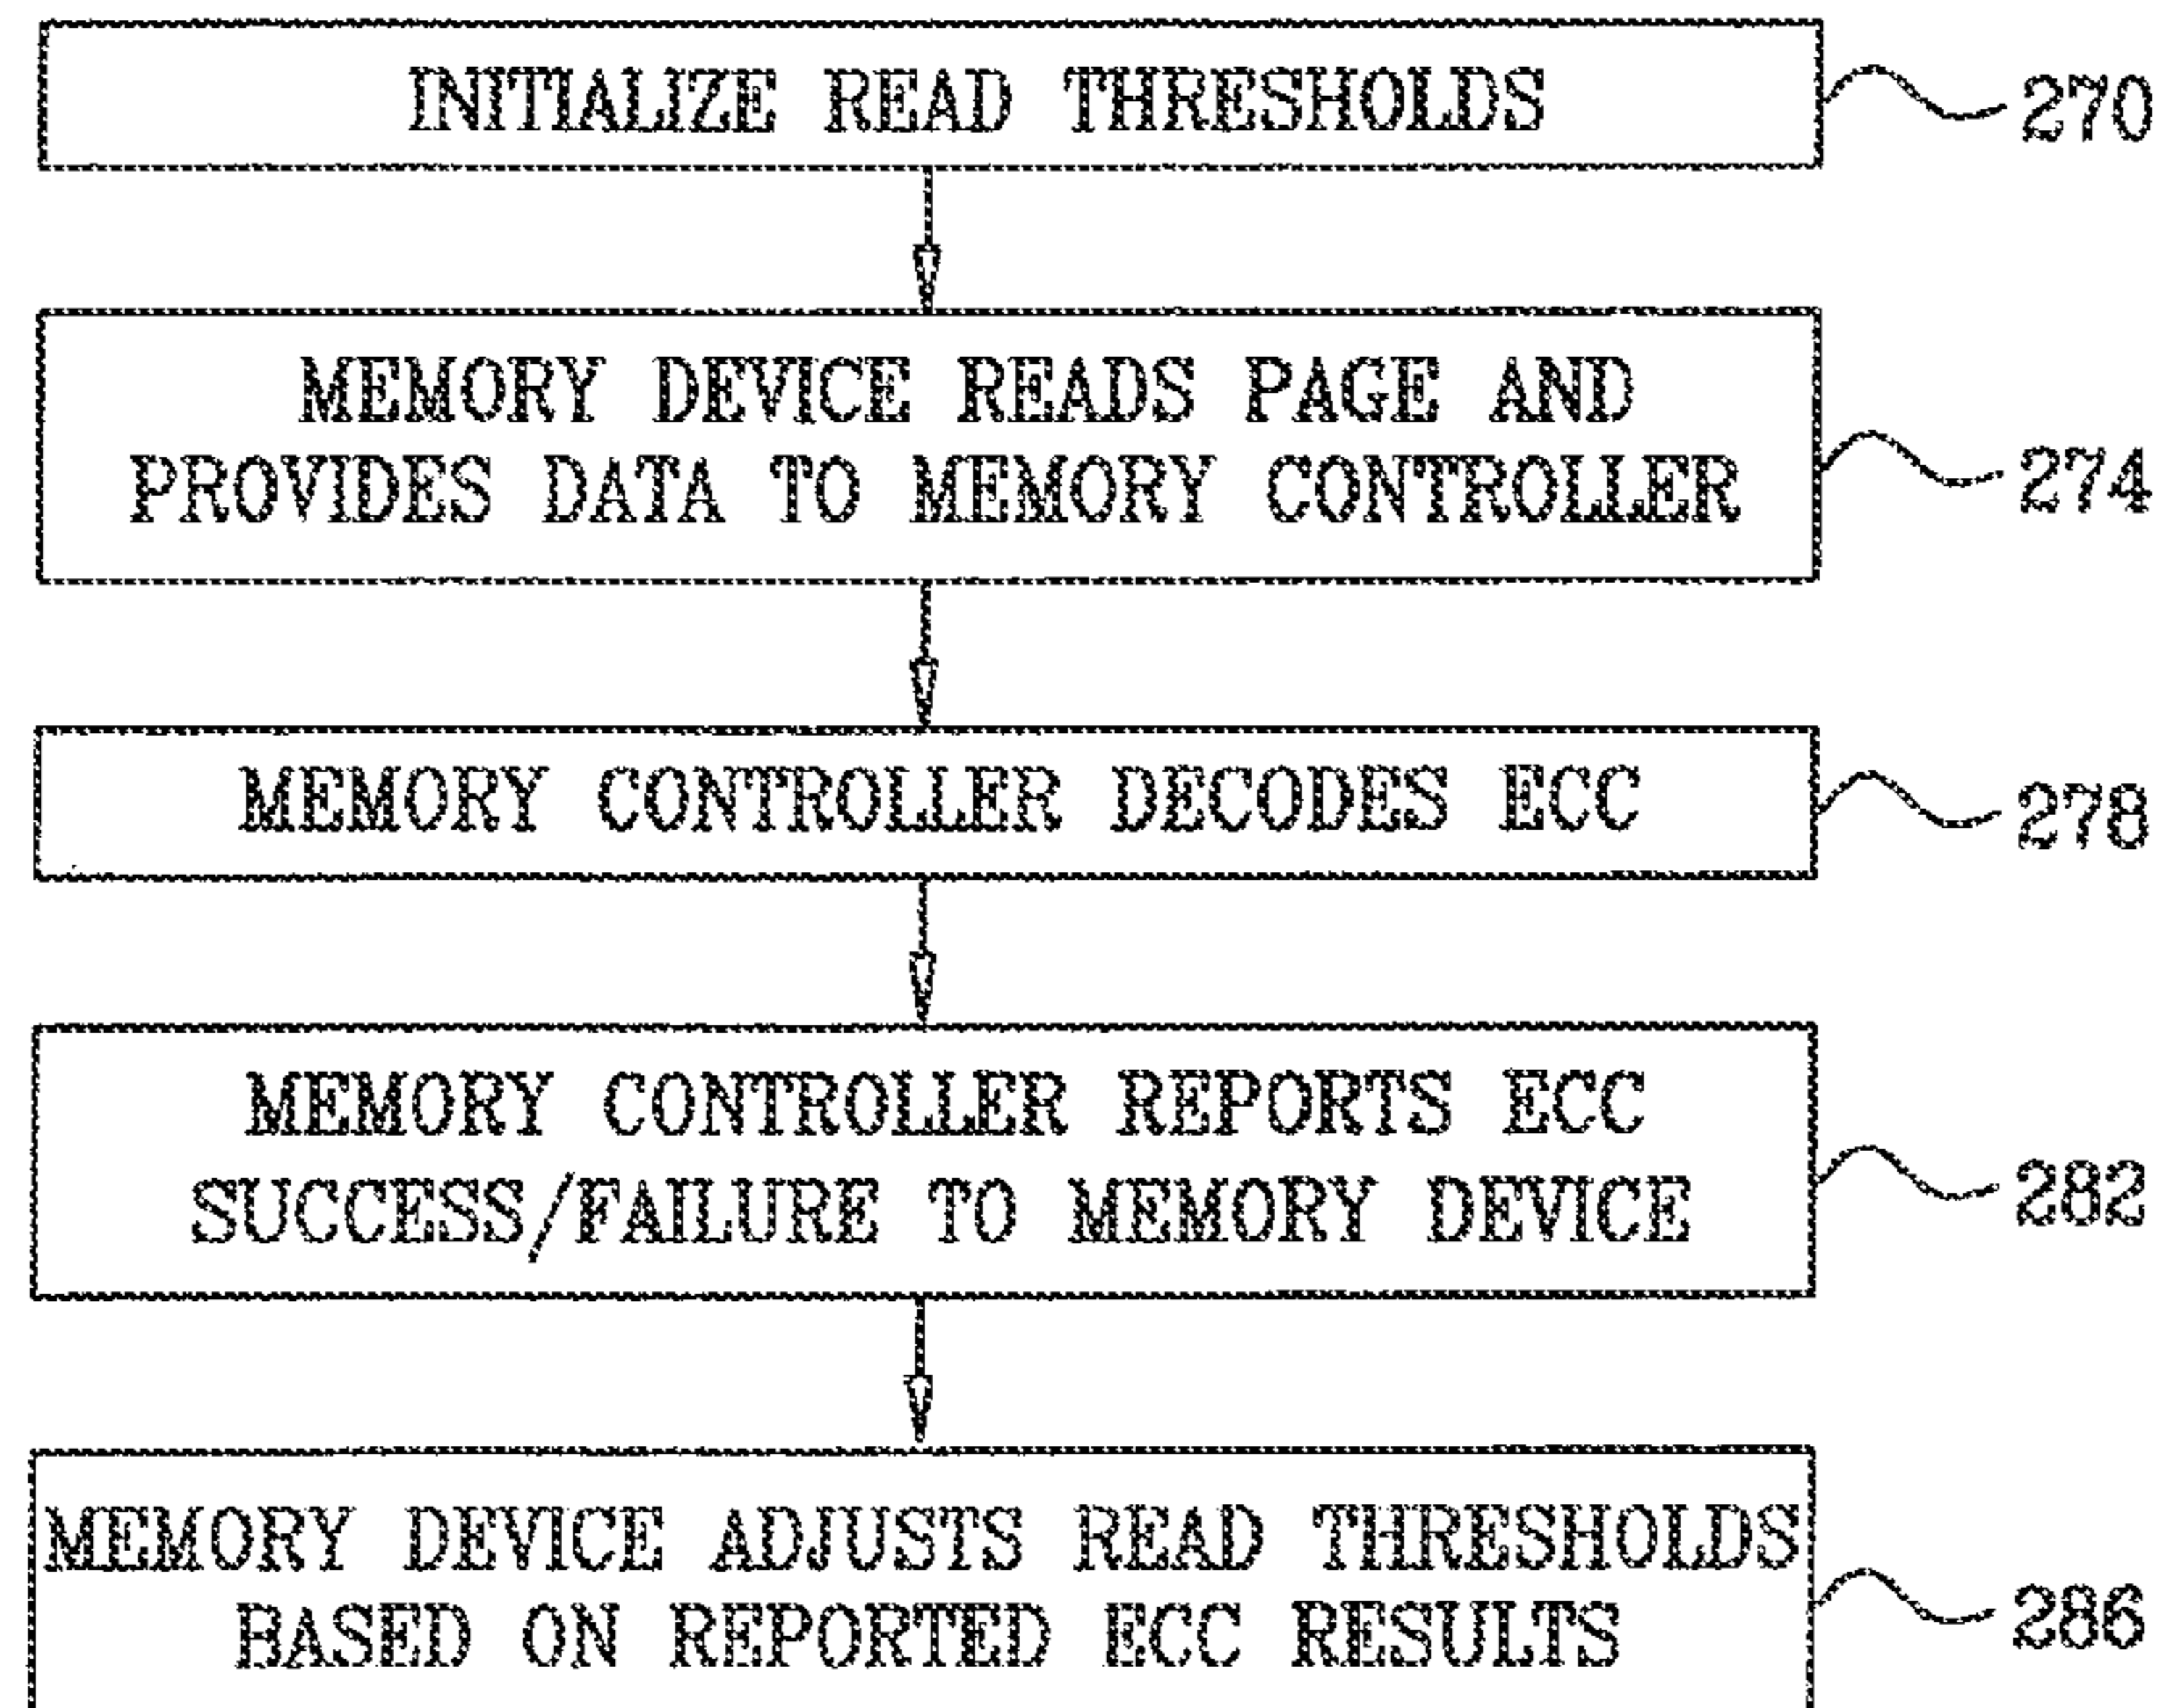 INITIALIZE READ THRESHOLDS
270
MEMORY DEVICE READS PAGE AND
PROVIDES DATA TO MEMORY CONTROLLER
274
MEMORY CONTROLLER DECODES ECC
278
MEMORY CONTROLLER REPORTS ECC
SUCCESS/FAILURE TO MEMORY DEVICE
282
MEMORY DEVICE ADJUSTS READ THRESHOLDS
BASED ON REPORTED ECC RESULTS
286